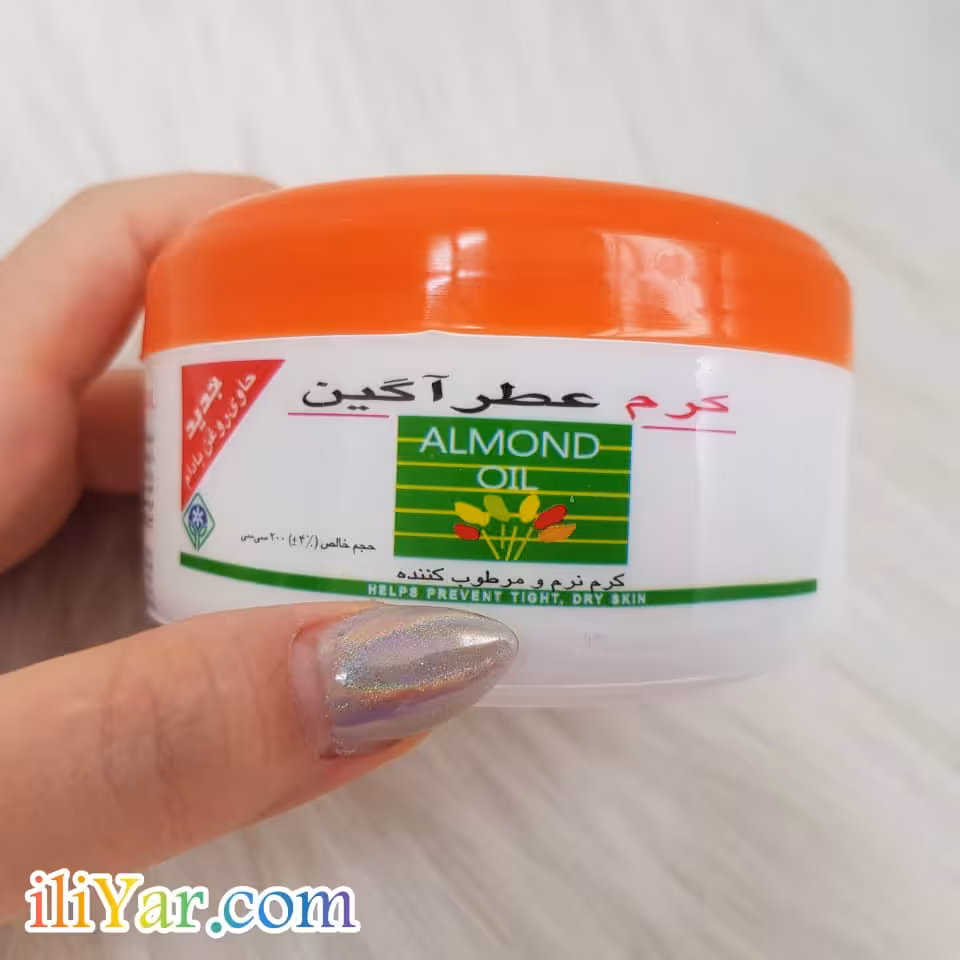 جدید
حاوی روغن بادام
کرم عطرآگین
ALMOND
OIL
حجم خالص (٪۴±) ۲۰۰ سی‌سی
کرم نرم و مرطوب کننده
HELPS PREVENT TIGHT, DRY SKIN
iliYar.com